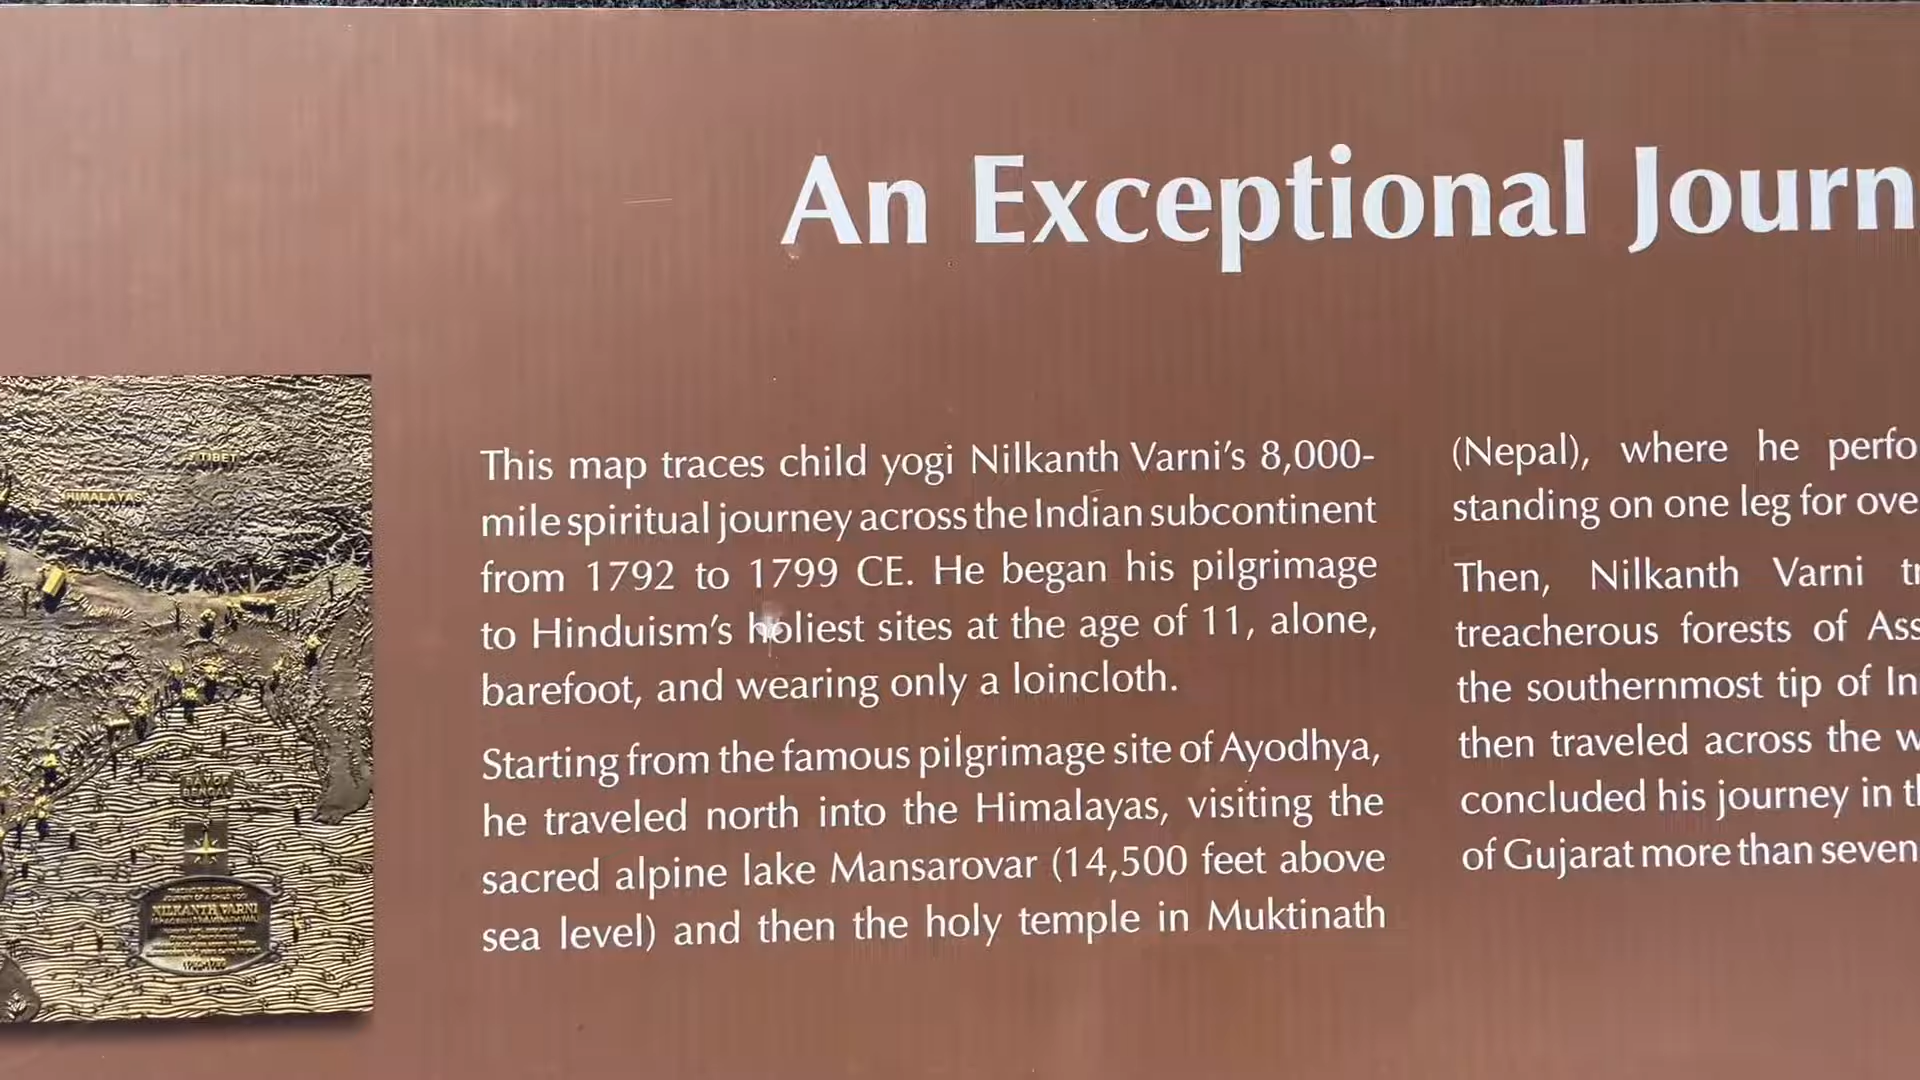 An Exceptional Journ
This map traces child yogi Nilkanth Varni's 8,000-
mile spiritual journey across the Indian subcontinent
from 1792 to 1799 CE. He began his pilgrimage
to Hinduism's holiest sites at the age of 11, alone,
barefoot, and wearing only a loincloth.
Starting from the famous pilgrimage site of Ayodhya,
he traveled north into the Himalayas, visiting the
sacred alpine lake Mansarovar (14,500 feet above
sea level) and then the holy temple in Muktinath
(Nepal), where he perfo
standing on one leg for ove
Then, Nilkanth Varni tr
treacherous forests of Ass
the southernmost tip of In
then traveled across the w
concluded his journey in th
of Gujarat more than seven
TIBET
HIMALAYAS
BAY OF
BENGAL
NILKANTH VARNI